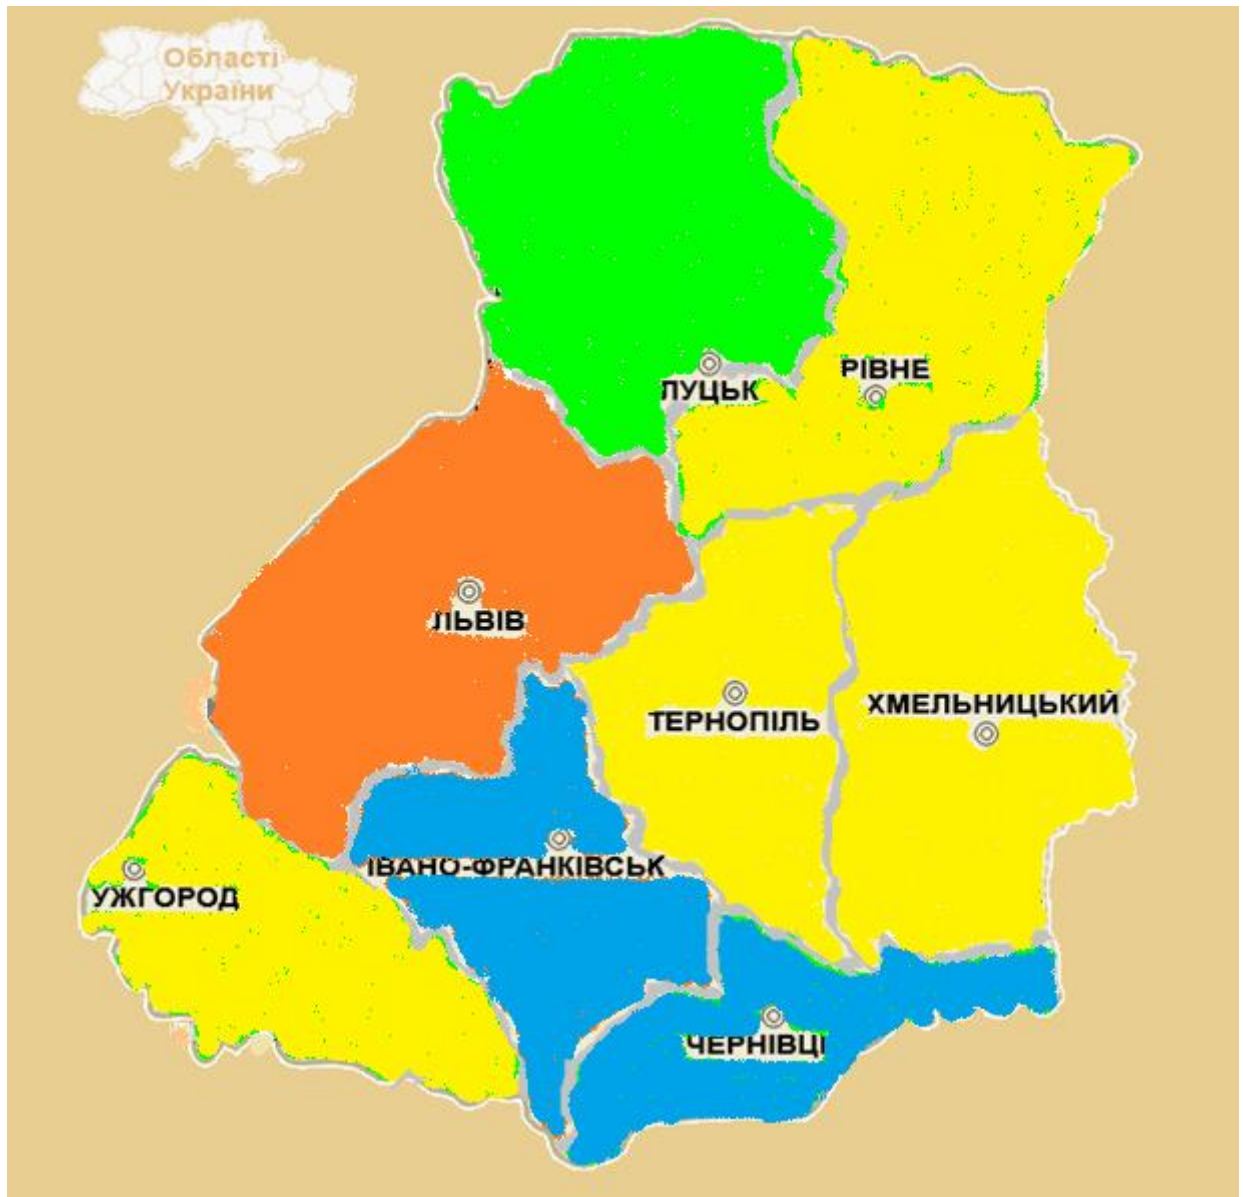 Області
України
ЛУЦЬК
РІВНЕ
ЛЬВІВ
ТЕРНОПІЛЬ
ХМЕЛЬНИЦЬКИЙ
ІВАНО-ФРАНКІВСЬК
УЖГОРОД
ЧЕРНІВЦІ